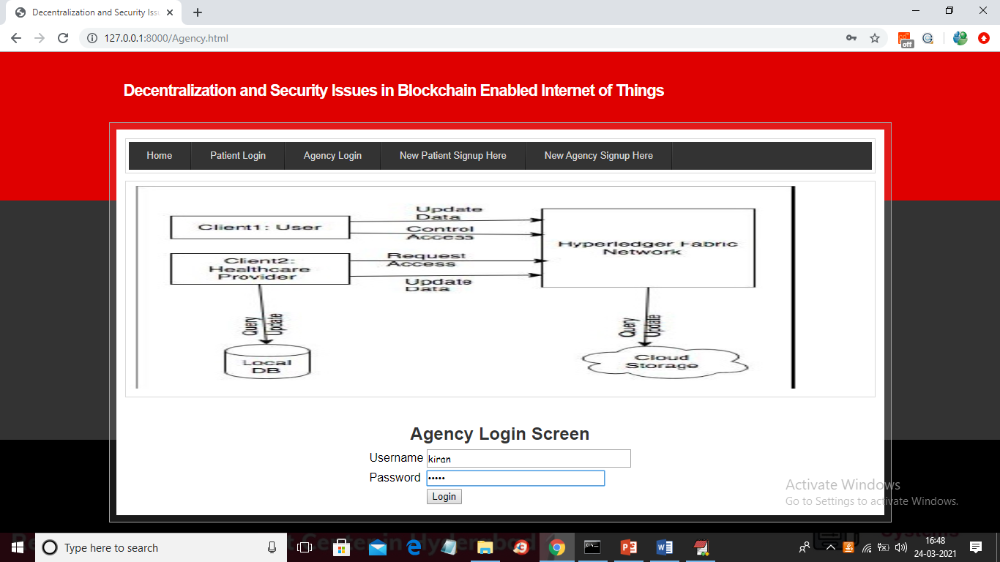 Decentralization and Security Iss
127.0.0.1:8000/Agency.html
off
Decentralization and Security Issues in Blockchain Enabled Internet of Things
Home Patient Login Agency Login New Patient Signup Here New Agency Signup Here
Update
Data
Client1: User
Control
Access
Hyperledger Fabric
Network
Request
Access
Client2:
Healthcare
Provider
Update
Data
Query
Update
Query
Update
Local
DB
Cloud
Storage
Agency Login Screen
Username kiran
Password •••••
Login
Activate Windows
Go to Settings to activate Windows.
Type here to search
16:48
24-03-2021